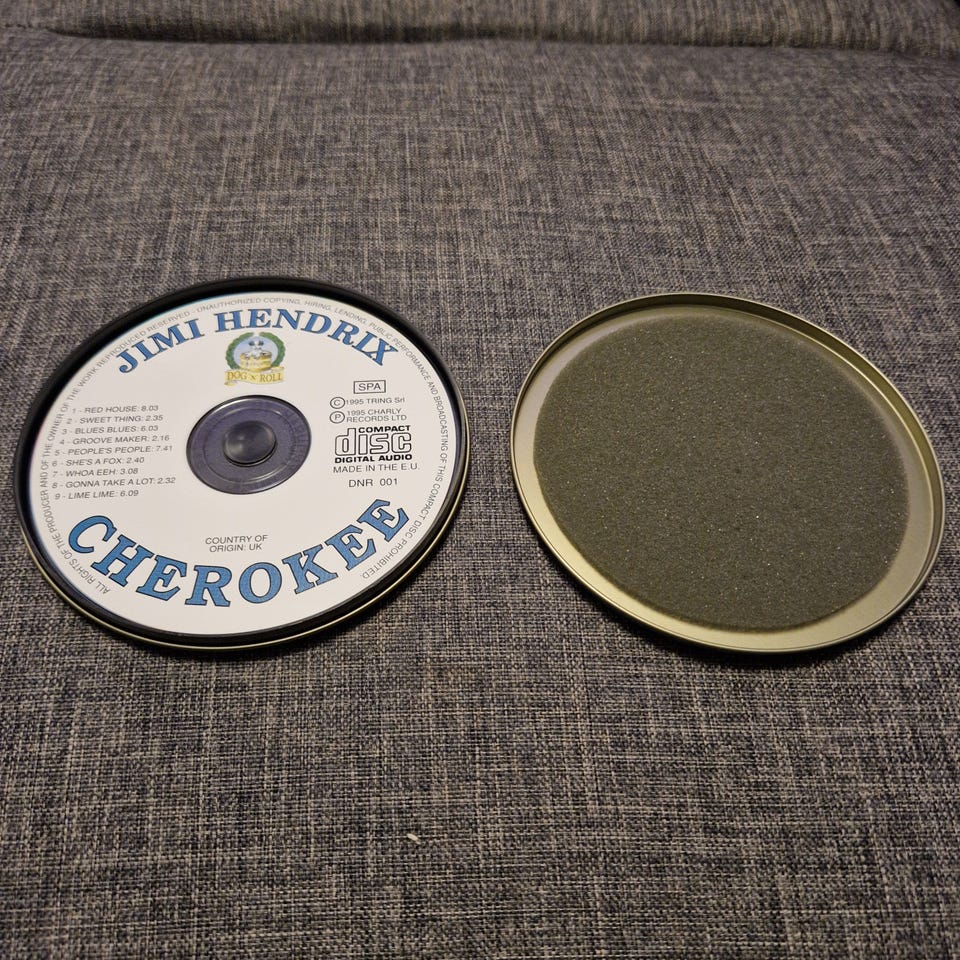 ALL RIGHTS OF THE PRODUCER AND OF THE OWNER OF THE WORK REPRODUCED RESERVED - UNAUTHORIZED COPYING, HIRING, LENDING, PUBLIC PERFORMANCE AND BROADCASTING OF THIS COMPACT DISC PROHIBITED.
JIMI HENDRIX
DOG 'N' ROLL
1 - RED HOUSE: 8.03
2 - SWEET THING: 2.35
3 - BLUES BLUES: 6.03
4 - GROOVE MAKER: 2.16
5 - PEOPLE'S PEOPLE: 7.41
6 - SHE'S A FOX: 2.40
7 - WHOA EEH: 3.08
8 - GONNA TAKE A LOT: 2.32
9 - LIME LIME: 6.09
SPA
Ⓒ 1995 TRING Srl
Ⓟ 1995 CHARLY
RECORDS LTD
COMPACT
disc
DIGITAL AUDIO
MADE IN THE E.U.
DNR 001
COUNTRY OF
ORIGIN: UK
CHEROKEE